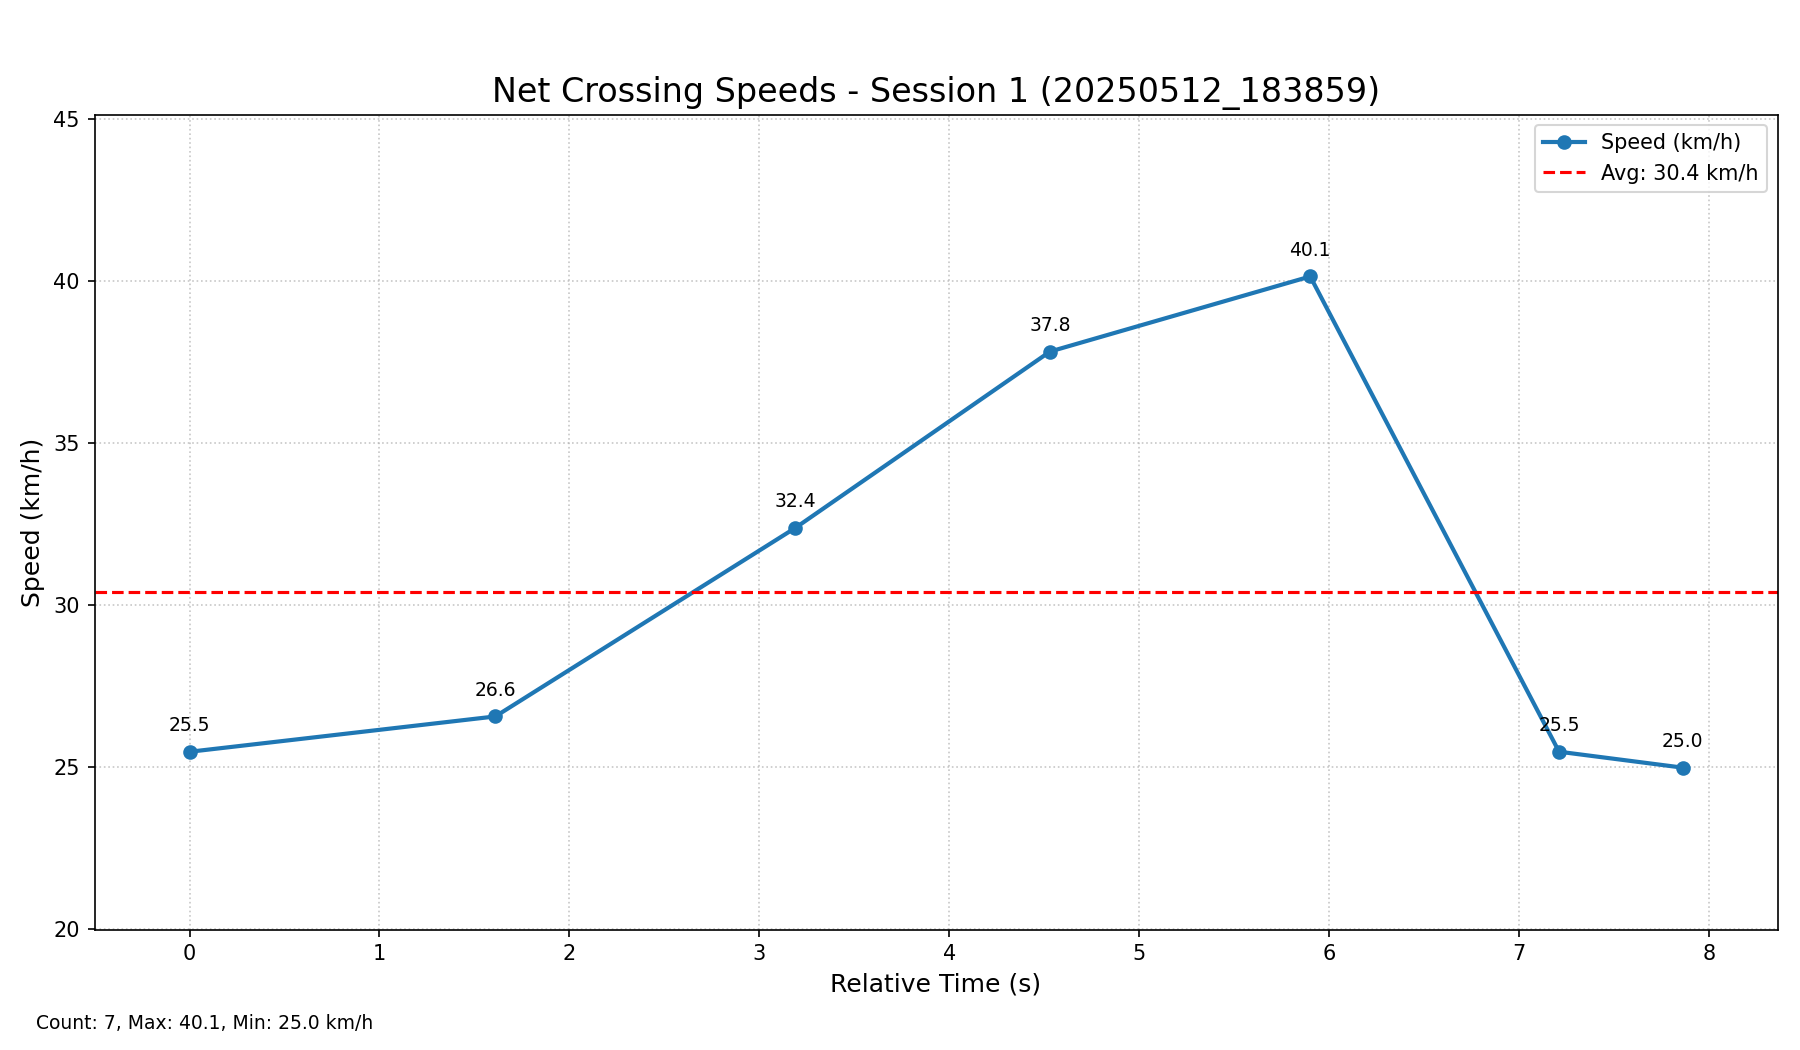 Net Crossing Speeds - Session 1 (20250512_183859)
45
40
35
30
25
20
Speed (km/h)
Speed (km/h)
Avg: 30.4 km/h
25.5
26.6
32.4
37.8
40.1
25.5
25.0
0 1 2 3 4 5 6 7 8
Relative Time (s)
Count: 7, Max: 40.1, Min: 25.0 km/h